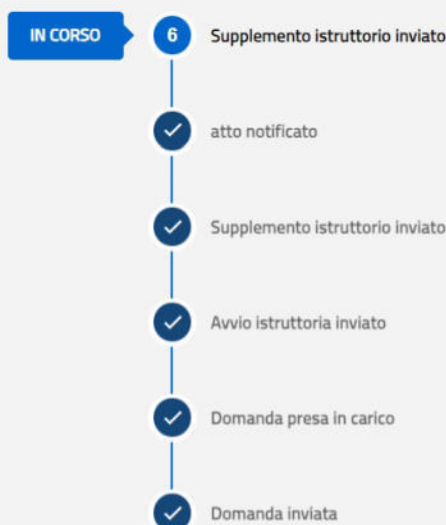 IN CORSO 6 Supplemento istruttorio inviato
atto notificato
Supplemento istruttorio inviato
Avvio istruttoria inviato
Domanda presa in carico
Domanda inviata